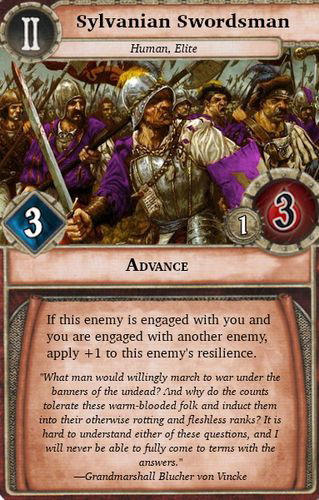 II
Sylvanian Swordsman
Human, Elite
3
1
3
ADVANCE
If this enemy is engaged with you and
you are engaged with another enemy,
apply +1 to this enemy's resilience.
"What man would willingly march to war under the
banners of the undead? And why do the counts
tolerate these warm-blooded folk and induct them
into their otherwise rotting and fleshless ranks? It is
hard to understand either of these questions, and I
will never be able to fully come to terms with the
answers."
—Grandmarshall Blucher von Vincke